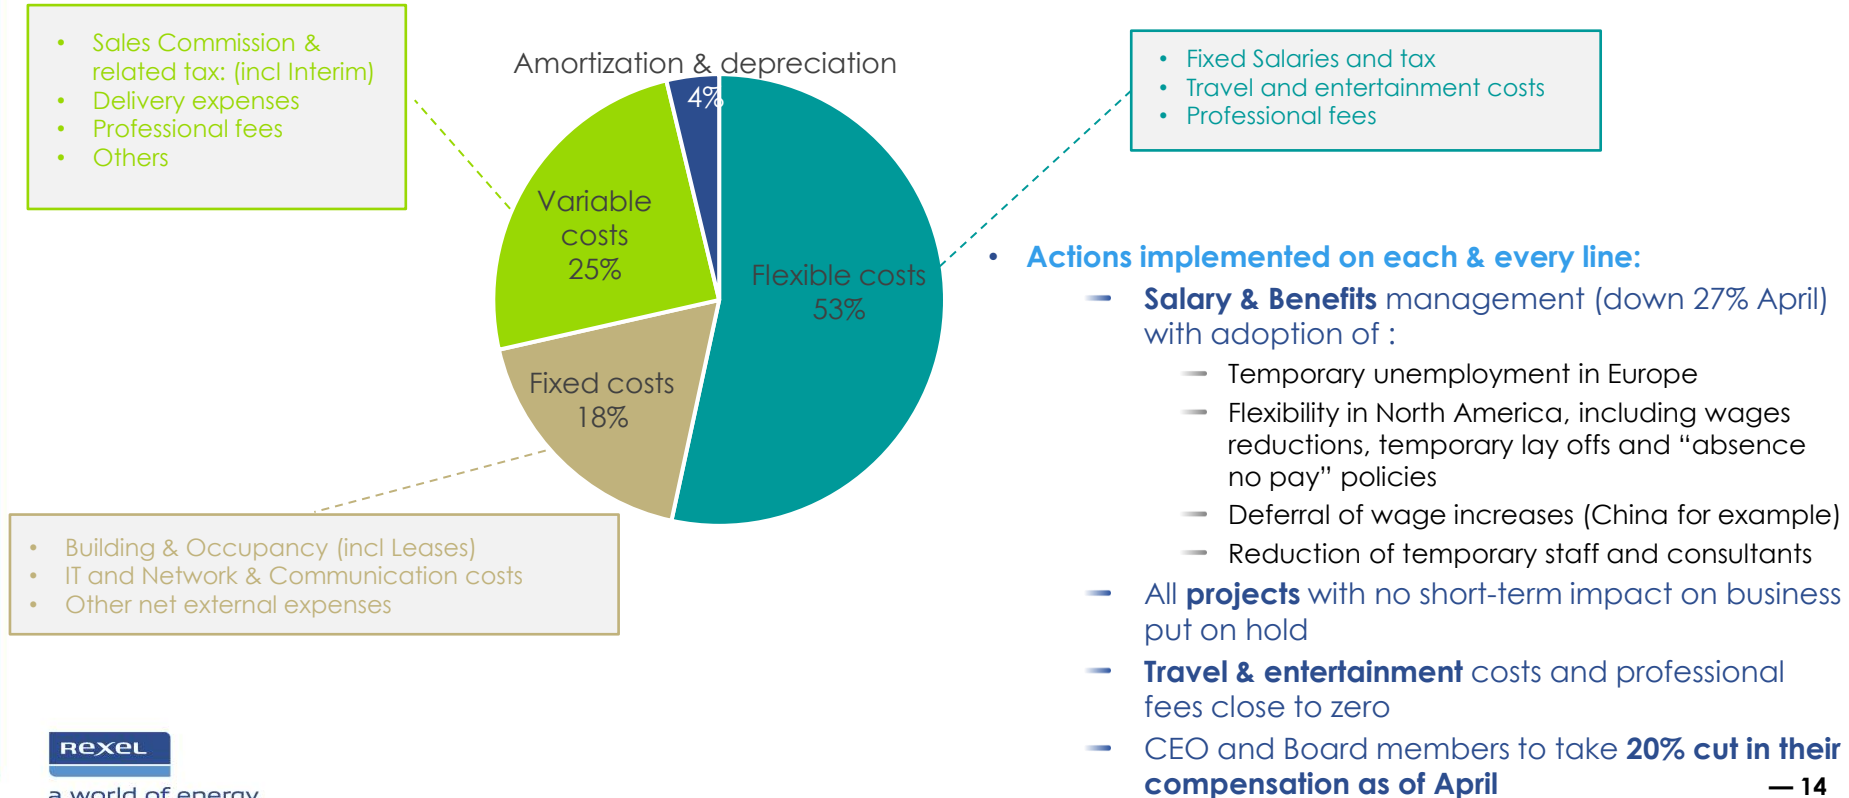 • Sales Commission &
related tax: (incl Interim)
• Delivery expenses
• Professional fees
• Others
Amortization & depreciation
4%
Variable
costs
25%
Flexible costs
53%
Fixed costs
18%
• Fixed Salaries and tax
• Travel and entertainment costs
• Professional fees
• Building & Occupancy (incl Leases)
• IT and Network & Communication costs
• Other net external expenses
• Actions implemented on each & every line:
– Salary & Benefits management (down 27% April)
with adoption of :
– Temporary unemployment in Europe
– Flexibility in North America, including wages
reductions, temporary lay offs and “absence
no pay” policies
– Deferral of wage increases (China for example)
– Reduction of temporary staff and consultants
– All projects with no short-term impact on business
put on hold
– Travel & entertainment costs and professional
fees close to zero
– CEO and Board members to take 20% cut in their
compensation as of April
REXEL
a world of energy
— 14